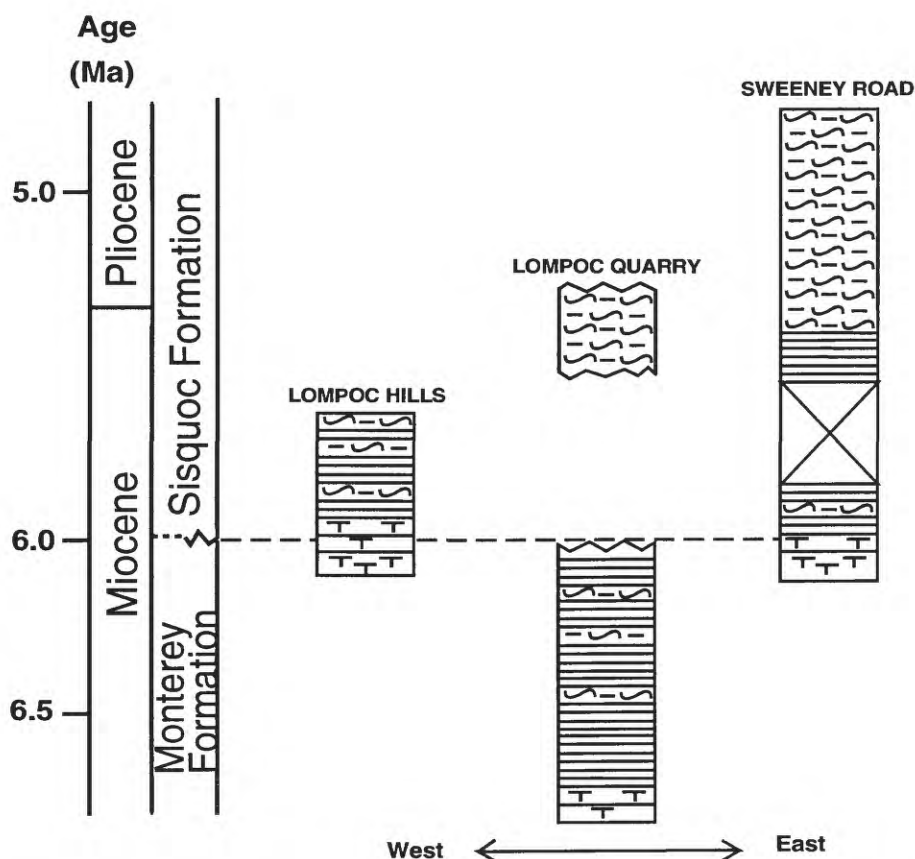 Age
(Ma)
SWEENEY ROAD
5.0
Pliocene
Sisquoc Formation
LOMPOC QUARRY
LOMPOC HILLS
Miocene
6.0
Monterey
Formation
6.5
West
East